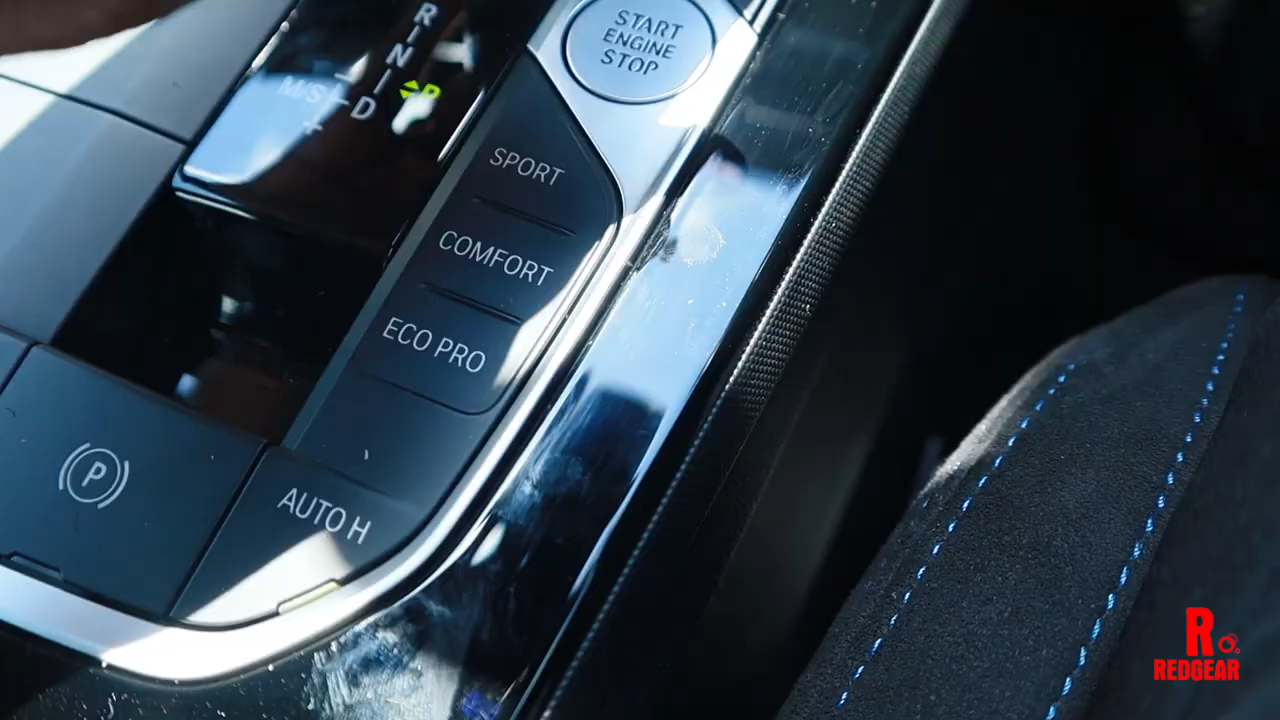 R
N
D
M/S
+
P
START
ENGINE
STOP
SPORT
COMFORT
ECO PRO
P
AUTO H
R
REDGEAR